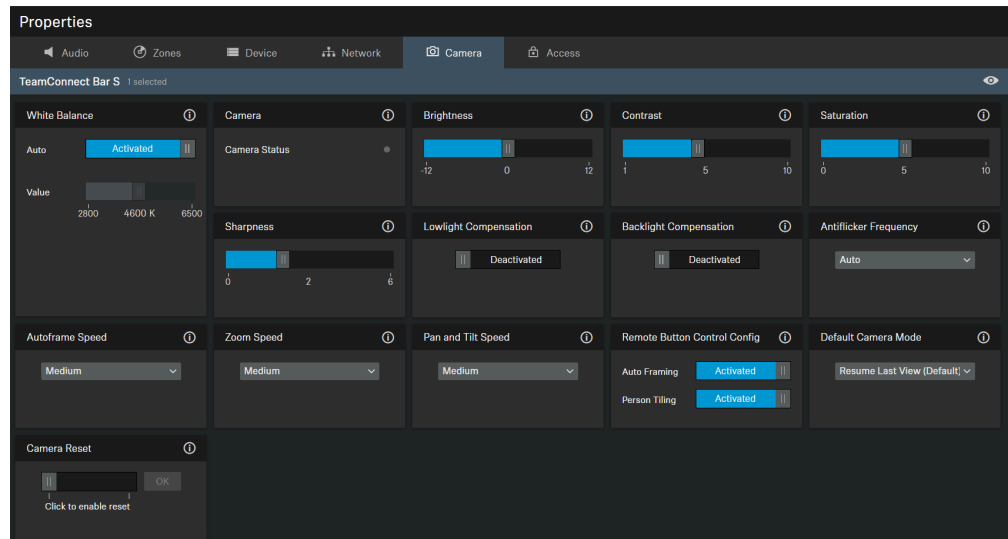 Properties
Audio
Zones
Device
Network
Camera
Access
TeamConnect Bar S 1 selected
White Balance
Auto
Activated
Value
2800 4600 K 6500
Camera
Camera Status
Brightness
-12 0 12
Contrast
1 5 10
Saturation
0 5 10
Sharpness
0 2 6
Lowlight Compensation
Deactivated
Backlight Compensation
Deactivated
Antiflicker Frequency
Auto
Autoframe Speed
Medium
Zoom Speed
Medium
Pan and Tilt Speed
Medium
Remote Button Control Config
Auto Framing Activated
Person Tiling Activated
Default Camera Mode
Resume Last View (Default)
Camera Reset
OK
Click to enable reset